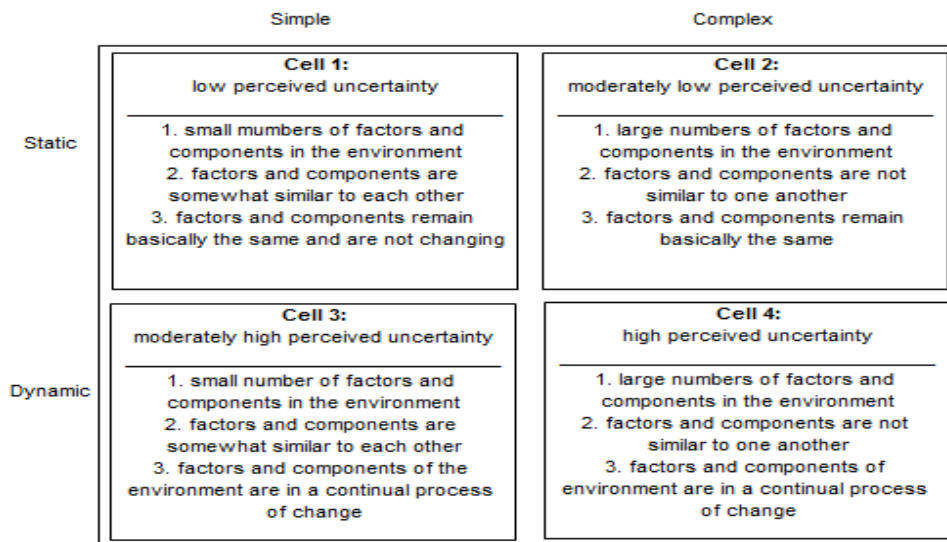 Simple
Complex
Static
Cell 1:
low perceived uncertainty
1. small mumbers of factors and
components in the environment
2. factors and components are
somewhat similar to each other
3. factors and components remain
basically the same and are not changing
Cell 2:
moderately low perceived uncertainty
1. large numbers of factors and
components in the environment
2. factors and components are not
similar to one another
3. factors and components remain
basically the same
Dynamic
Cell 3:
moderately high perceived uncertainty
1. small number of factors and
components in the environment
2. factors and components are
somewhat similar to each other
3. factors and components of the
environment are in a continual process
of change
Cell 4:
high perceived uncertainty
1. large numbers of factors and
components in the environment
2. factors and components are not
similar to one another
3. factors and components of
environment are in a continual process
of change